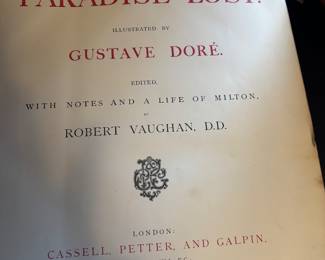 PARADISE LOST.
ILLUSTRATED BY
GUSTAVE DORÉ.
EDITED,
WITH NOTES AND A LIFE OF MILTON,
BY
ROBERT VAUGHAN, D.D.
LONDON:
CASSELL, PETTER, AND GALPIN,